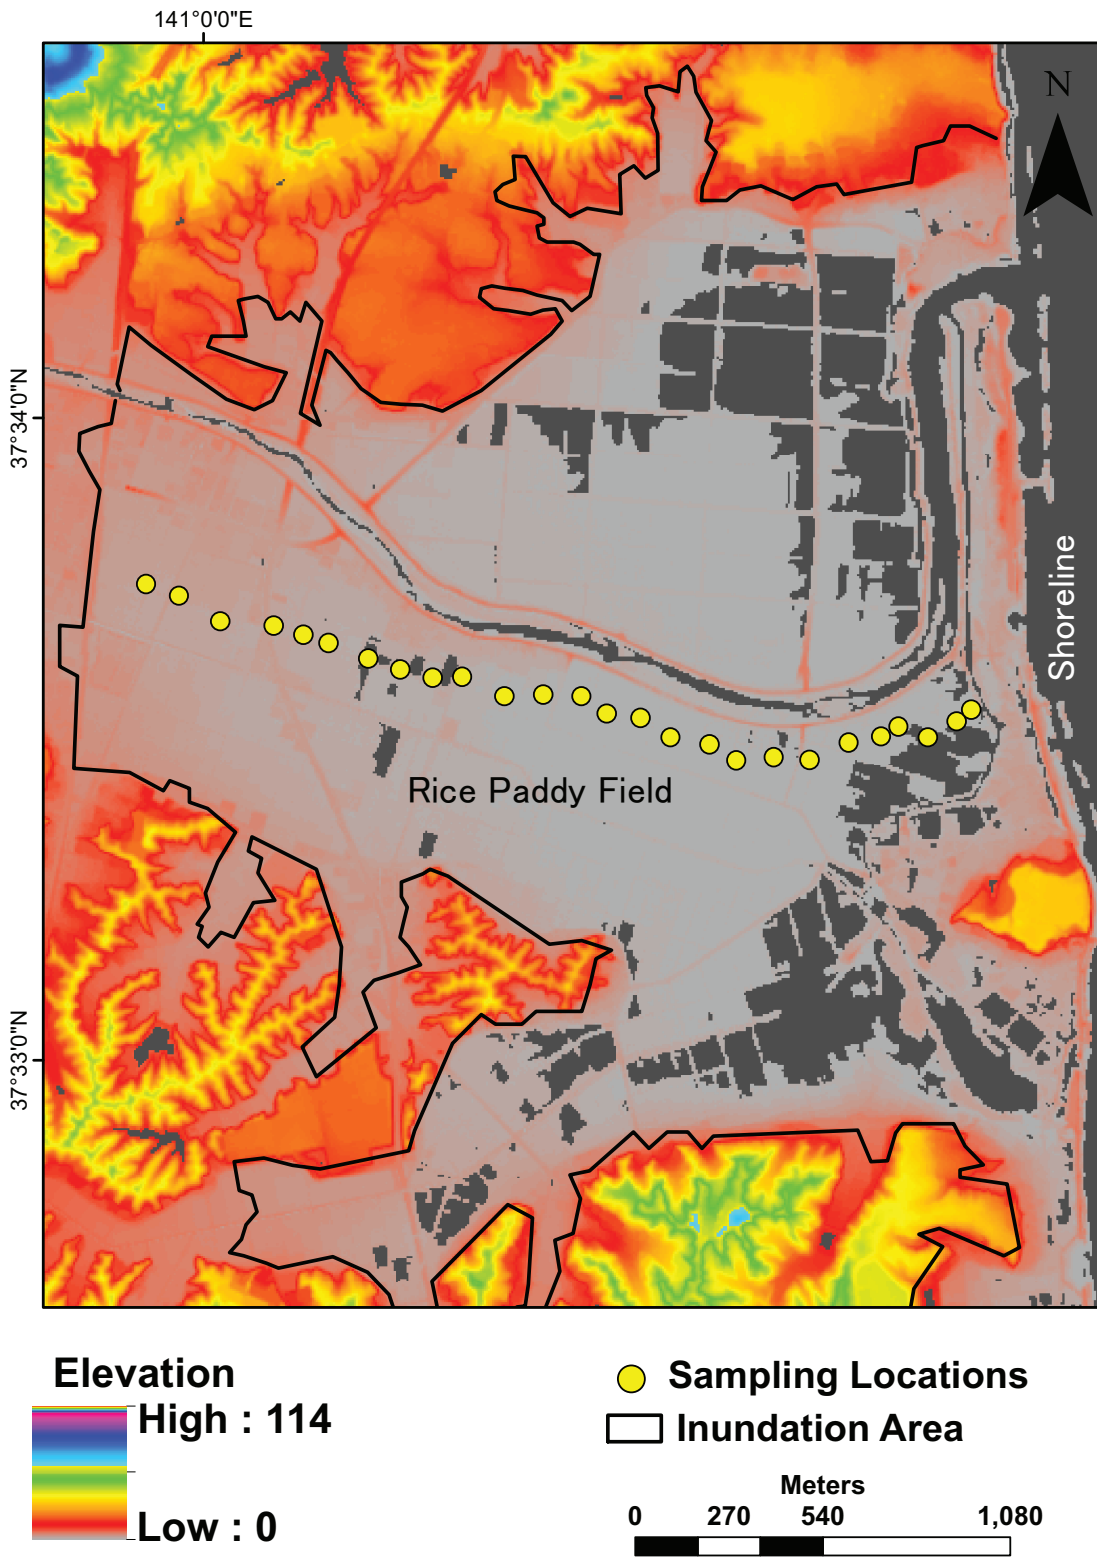 141°0'0"E
N
37°34'0"N
Shoreline
Rice Paddy Field
37°33'0"N
Elevation
High : 114
Low : 0
Sampling Locations
Inundation Area
Meters
0 270 540 1,080